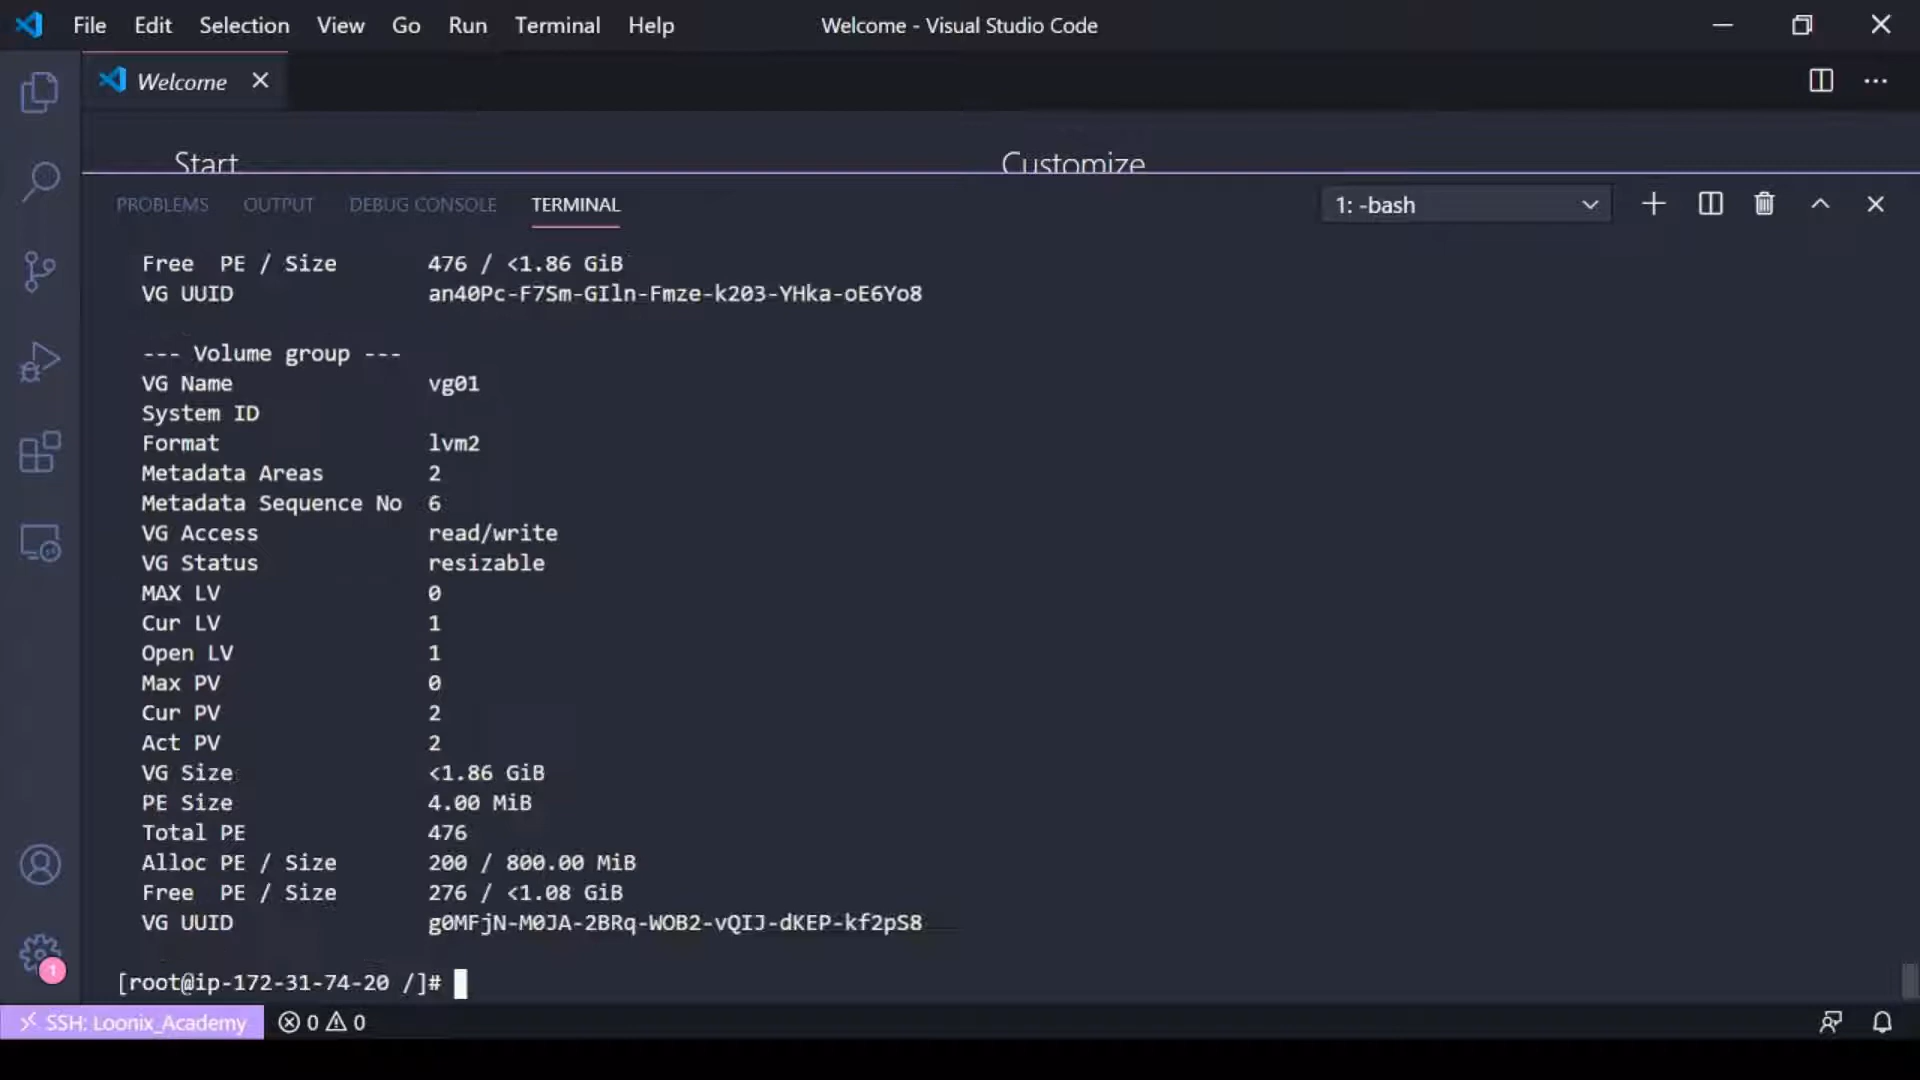 File Edit Selection View Go Run Terminal Help Welcome - Visual Studio Code
Welcome
Start Customize
PROBLEMS OUTPUT DEBUG CONSOLE TERMINAL 1: -bash
Free  PE / Size 476 / <1.86 GiB
VG UUID an40Pc-F7Sm-GIln-Fmze-k203-YHka-oE6Yo8
--- Volume group ---
VG Name vg01
System ID
Format lvm2
Metadata Areas 2
Metadata Sequence No 6
VG Access read/write
VG Status resizable
MAX LV 0
Cur LV 1
Open LV 1
Max PV 0
Cur PV 2
Act PV 2
VG Size <1.86 GiB
PE Size 4.00 MiB
Total PE 476
Alloc PE / Size 200 / 800.00 MiB
Free  PE / Size 276 / <1.08 GiB
VG UUID g0MFjN-M0JA-2BRq-WOB2-vQIJ-dKEP-kf2pS8
[root@ip-172-31-74-20 /]#
1
SSH: Loonix_Academy 0 0